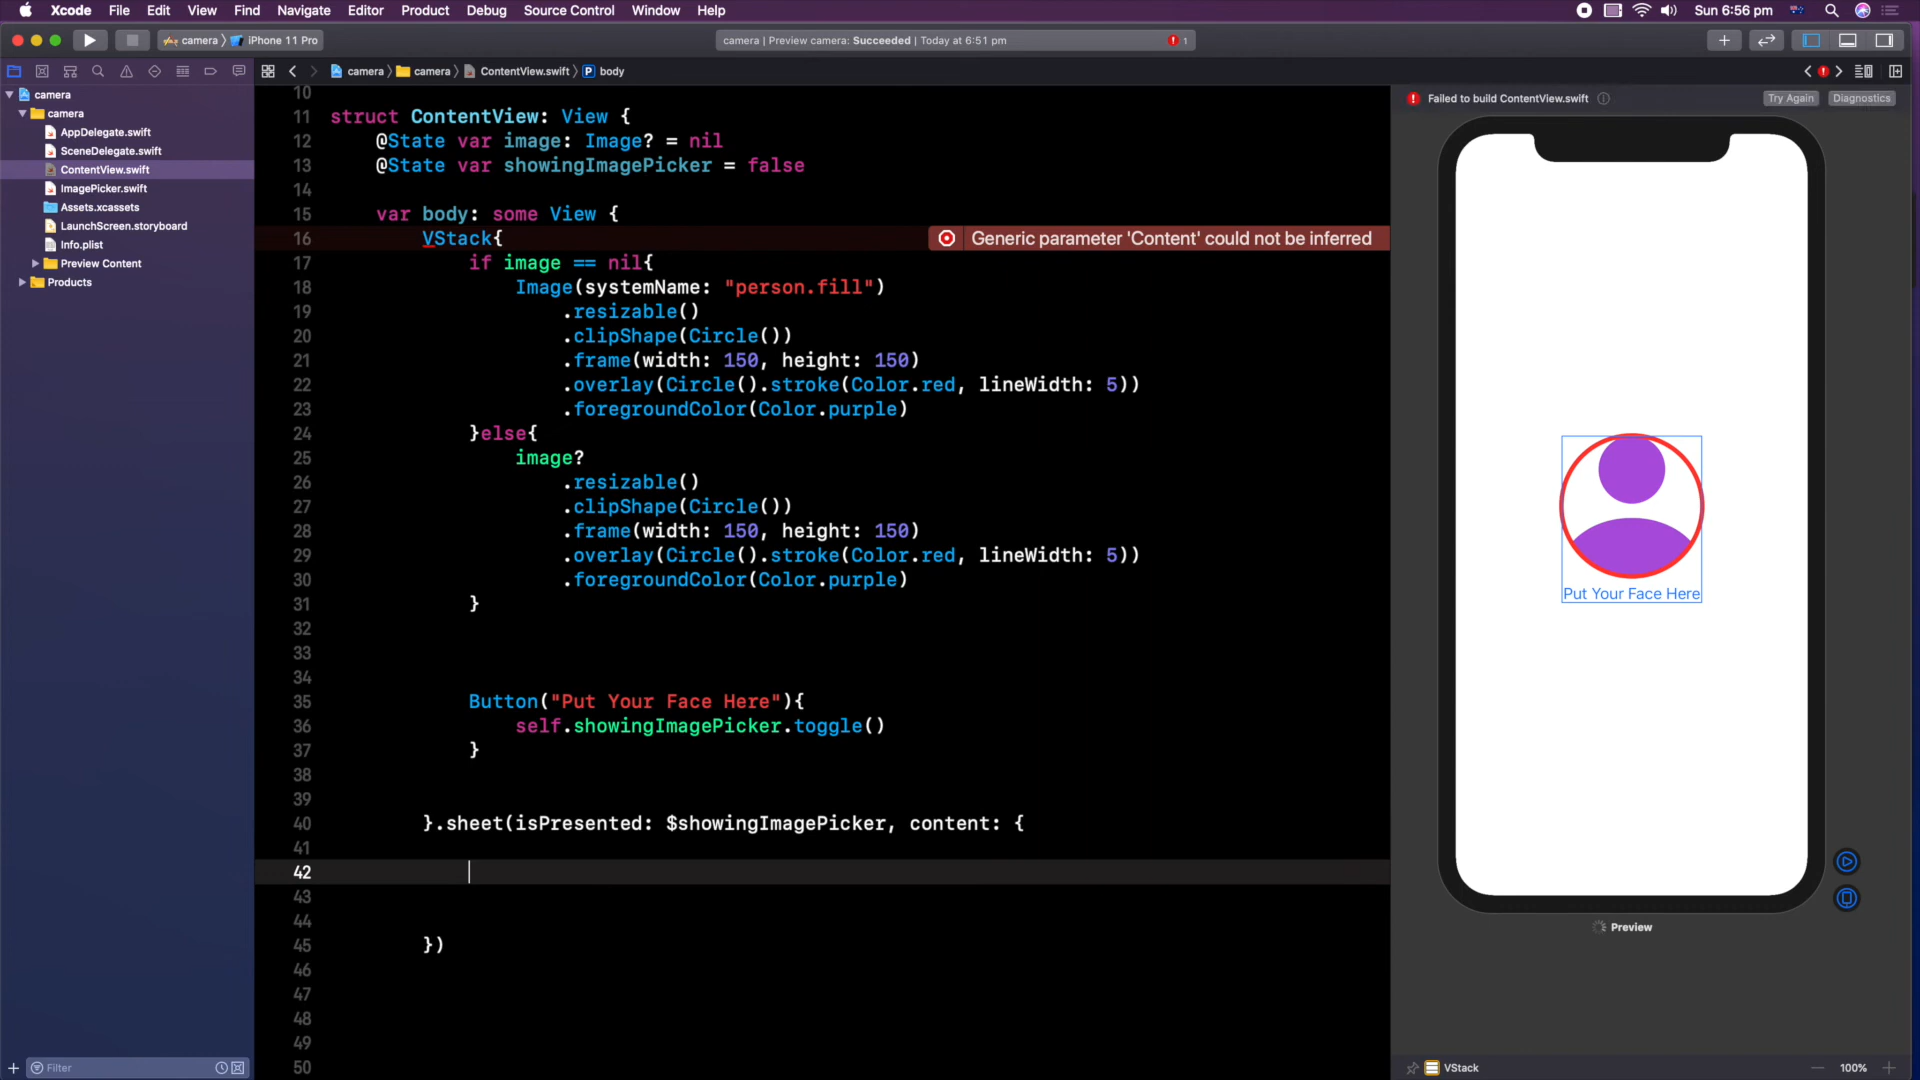 Xcode File Edit View Find Navigate Editor Product Debug Source Control Window Help Sun 6:56 pm
camera iPhone 11 Pro camera | Preview camera: Succeeded | Today at 6:51 pm 1
camera camera ContentView.swift P body
camera
camera
AppDelegate.swift
SceneDelegate.swift
ContentView.swift
ImagePicker.swift
Assets.xcassets
LaunchScreen.storyboard
Info.plist
Preview Content
Products
Filter
10
11 struct ContentView: View {
12 @State var image: Image? = nil
13 @State var showingImagePicker = false
14
15 var body: some View {
16 VStack{ Generic parameter 'Content' could not be inferred
17 if image == nil{
18 Image(systemName: "person.fill")
19 .resizable()
20 .clipShape(Circle())
21 .frame(width: 150, height: 150)
22 .overlay(Circle().stroke(Color.red, lineWidth: 5))
23 .foregroundColor(Color.purple)
24 }else{
25 image?
26 .resizable()
27 .clipShape(Circle())
28 .frame(width: 150, height: 150)
29 .overlay(Circle().stroke(Color.red, lineWidth: 5))
30 .foregroundColor(Color.purple)
31 }
32
33
34
35 Button("Put Your Face Here"){
36 self.showingImagePicker.toggle()
37 }
38
39
40 }.sheet(isPresented: $showingImagePicker, content: {
41
42
43
44
45 })
46
47
48
49
50
Failed to build ContentView.swift Try Again Diagnostics
Put Your Face Here
Preview
VStack 100%